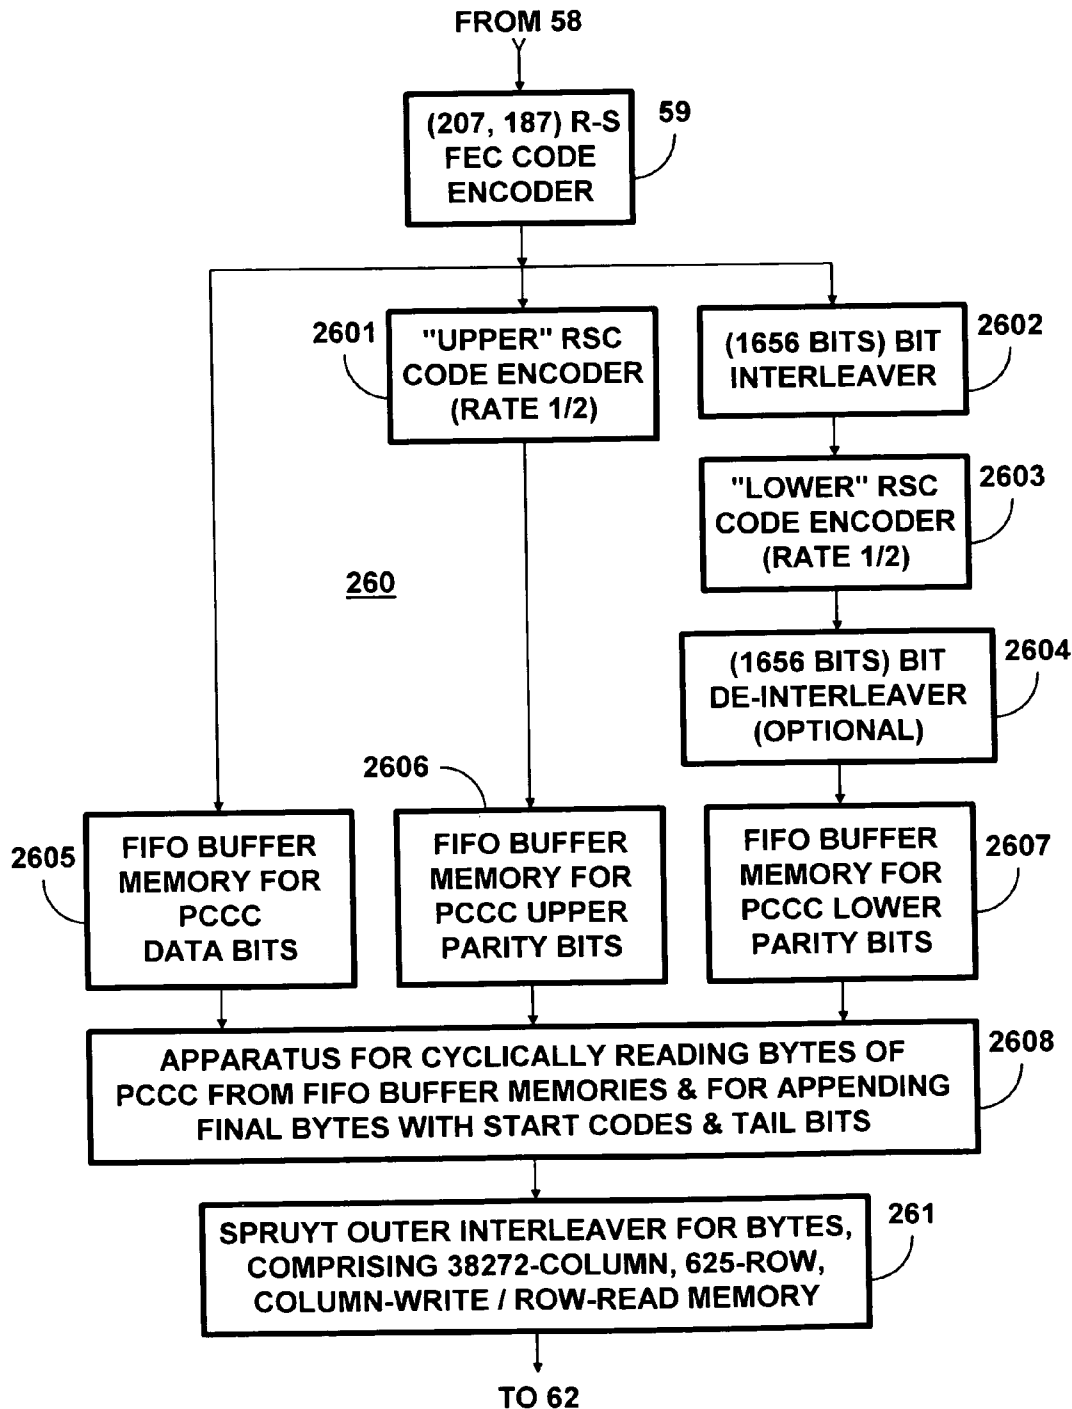 FROM 58
(207, 187) R-S
FEC CODE
ENCODER
59
2601
"UPPER" RSC
CODE ENCODER
(RATE 1/2)
(1656 BITS) BIT
INTERLEAVER
2602
"LOWER" RSC
CODE ENCODER
(RATE 1/2)
2603
260
(1656 BITS) BIT
DE-INTERLEAVER
(OPTIONAL)
2604
2605
FIFO BUFFER
MEMORY FOR
PCCC
DATA BITS
2606
FIFO BUFFER
MEMORY FOR
PCCC UPPER
PARITY BITS
FIFO BUFFER
MEMORY FOR
PCCC LOWER
PARITY BITS
2607
APPARATUS FOR CYCLICALLY READING BYTES OF
PCCC FROM FIFO BUFFER MEMORIES & FOR APPENDING
FINAL BYTES WITH START CODES & TAIL BITS
2608
SPRUYT OUTER INTERLEAVER FOR BYTES,
COMPRISING 38272-COLUMN, 625-ROW,
COLUMN-WRITE / ROW-READ MEMORY
261
TO 62